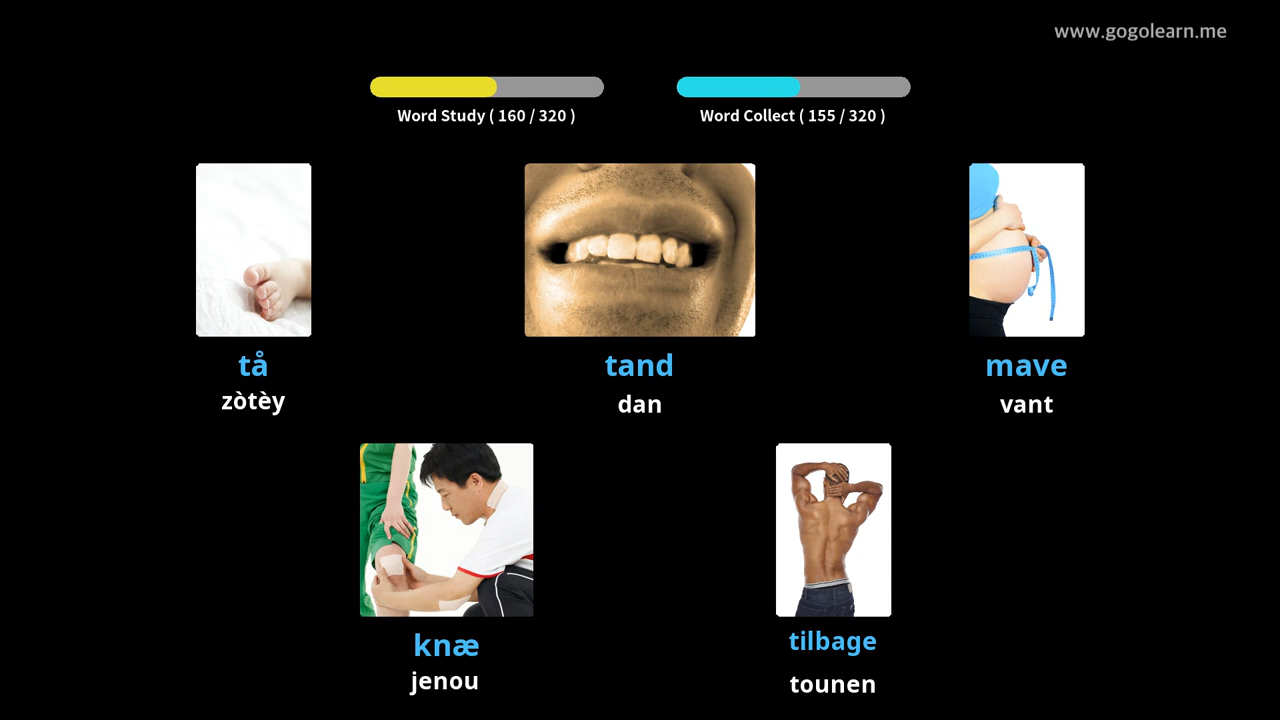 www.gogolearn.me
Word Study ( 160 / 320 )
Word Collect ( 155 / 320 )
tå
zòtèy
tand
dan
mave
vant
knæ
jenou
tilbage
tounen